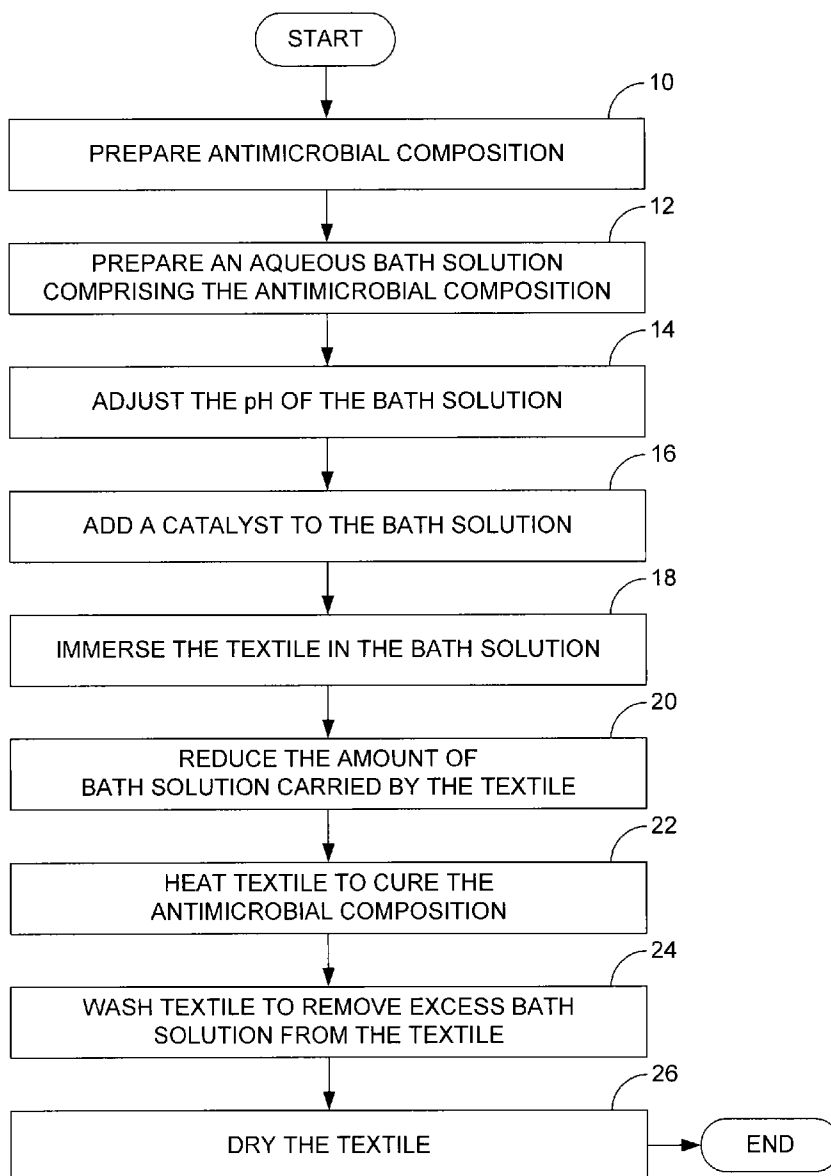 START
10
PREPARE ANTIMICROBIAL COMPOSITION
12
PREPARE AN AQUEOUS BATH SOLUTION
COMPRISING THE ANTIMICROBIAL COMPOSITION
14
ADJUST THE pH OF THE BATH SOLUTION
16
ADD A CATALYST TO THE BATH SOLUTION
18
IMMERSE THE TEXTILE IN THE BATH SOLUTION
20
REDUCE THE AMOUNT OF
BATH SOLUTION CARRIED BY THE TEXTILE
22
HEAT TEXTILE TO CURE THE
ANTIMICROBIAL COMPOSITION
24
WASH TEXTILE TO REMOVE EXCESS BATH
SOLUTION FROM THE TEXTILE
26
DRY THE TEXTILE
END